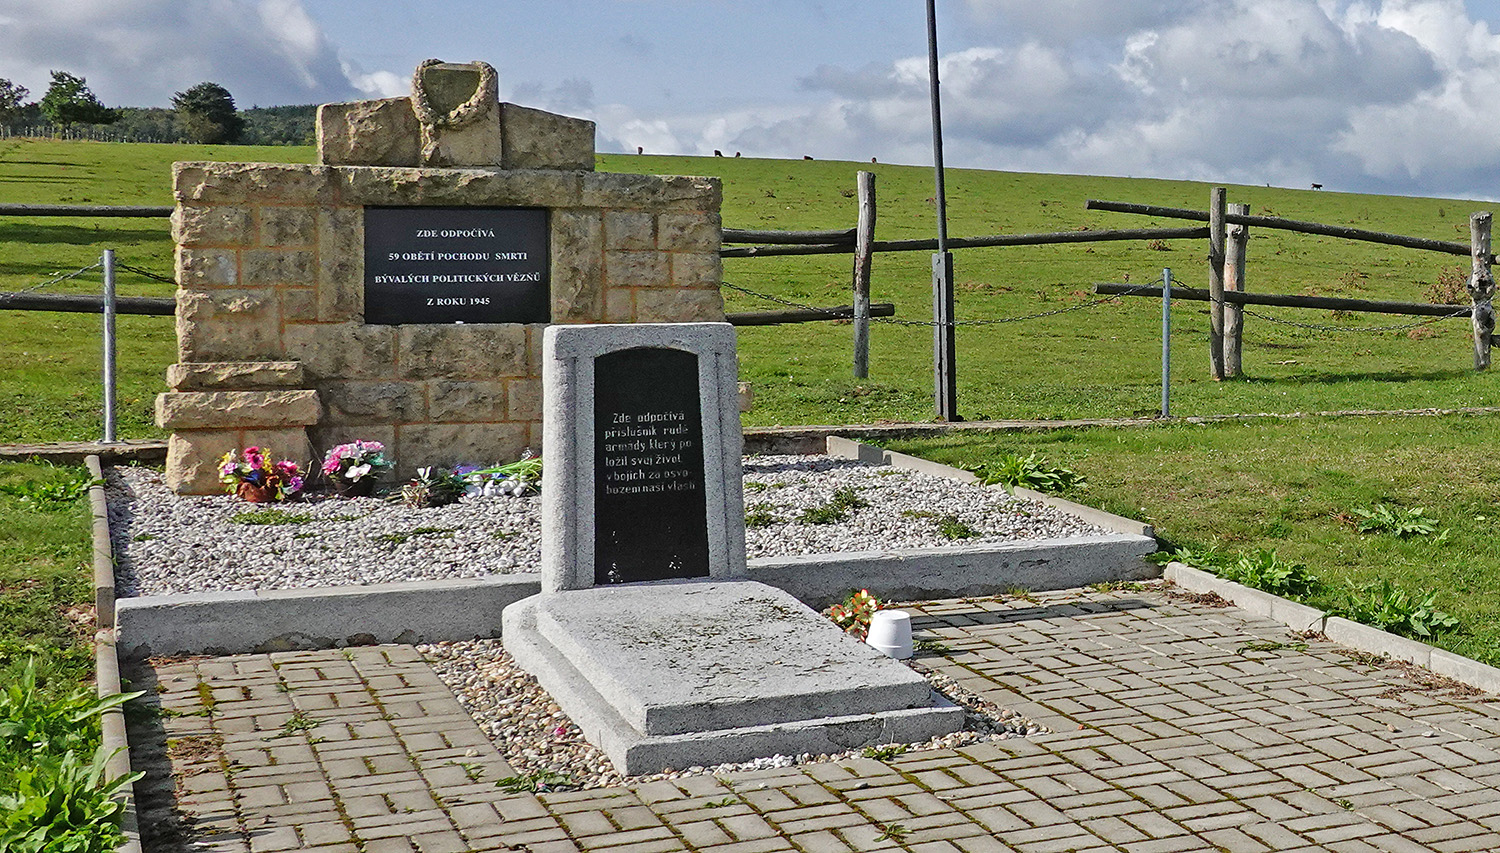 ZDE ODPOČÍVÁ
59 OBĚTÍ POCHODU SMRTI
BÝVALÝCH POLITICKÝCH VĚZŇŮ
Z ROKU 1945
Zde odpočívá
příslušník rudé
armády, který po
ložil svůj život
v bojích za osvo-
bození naší vlasti